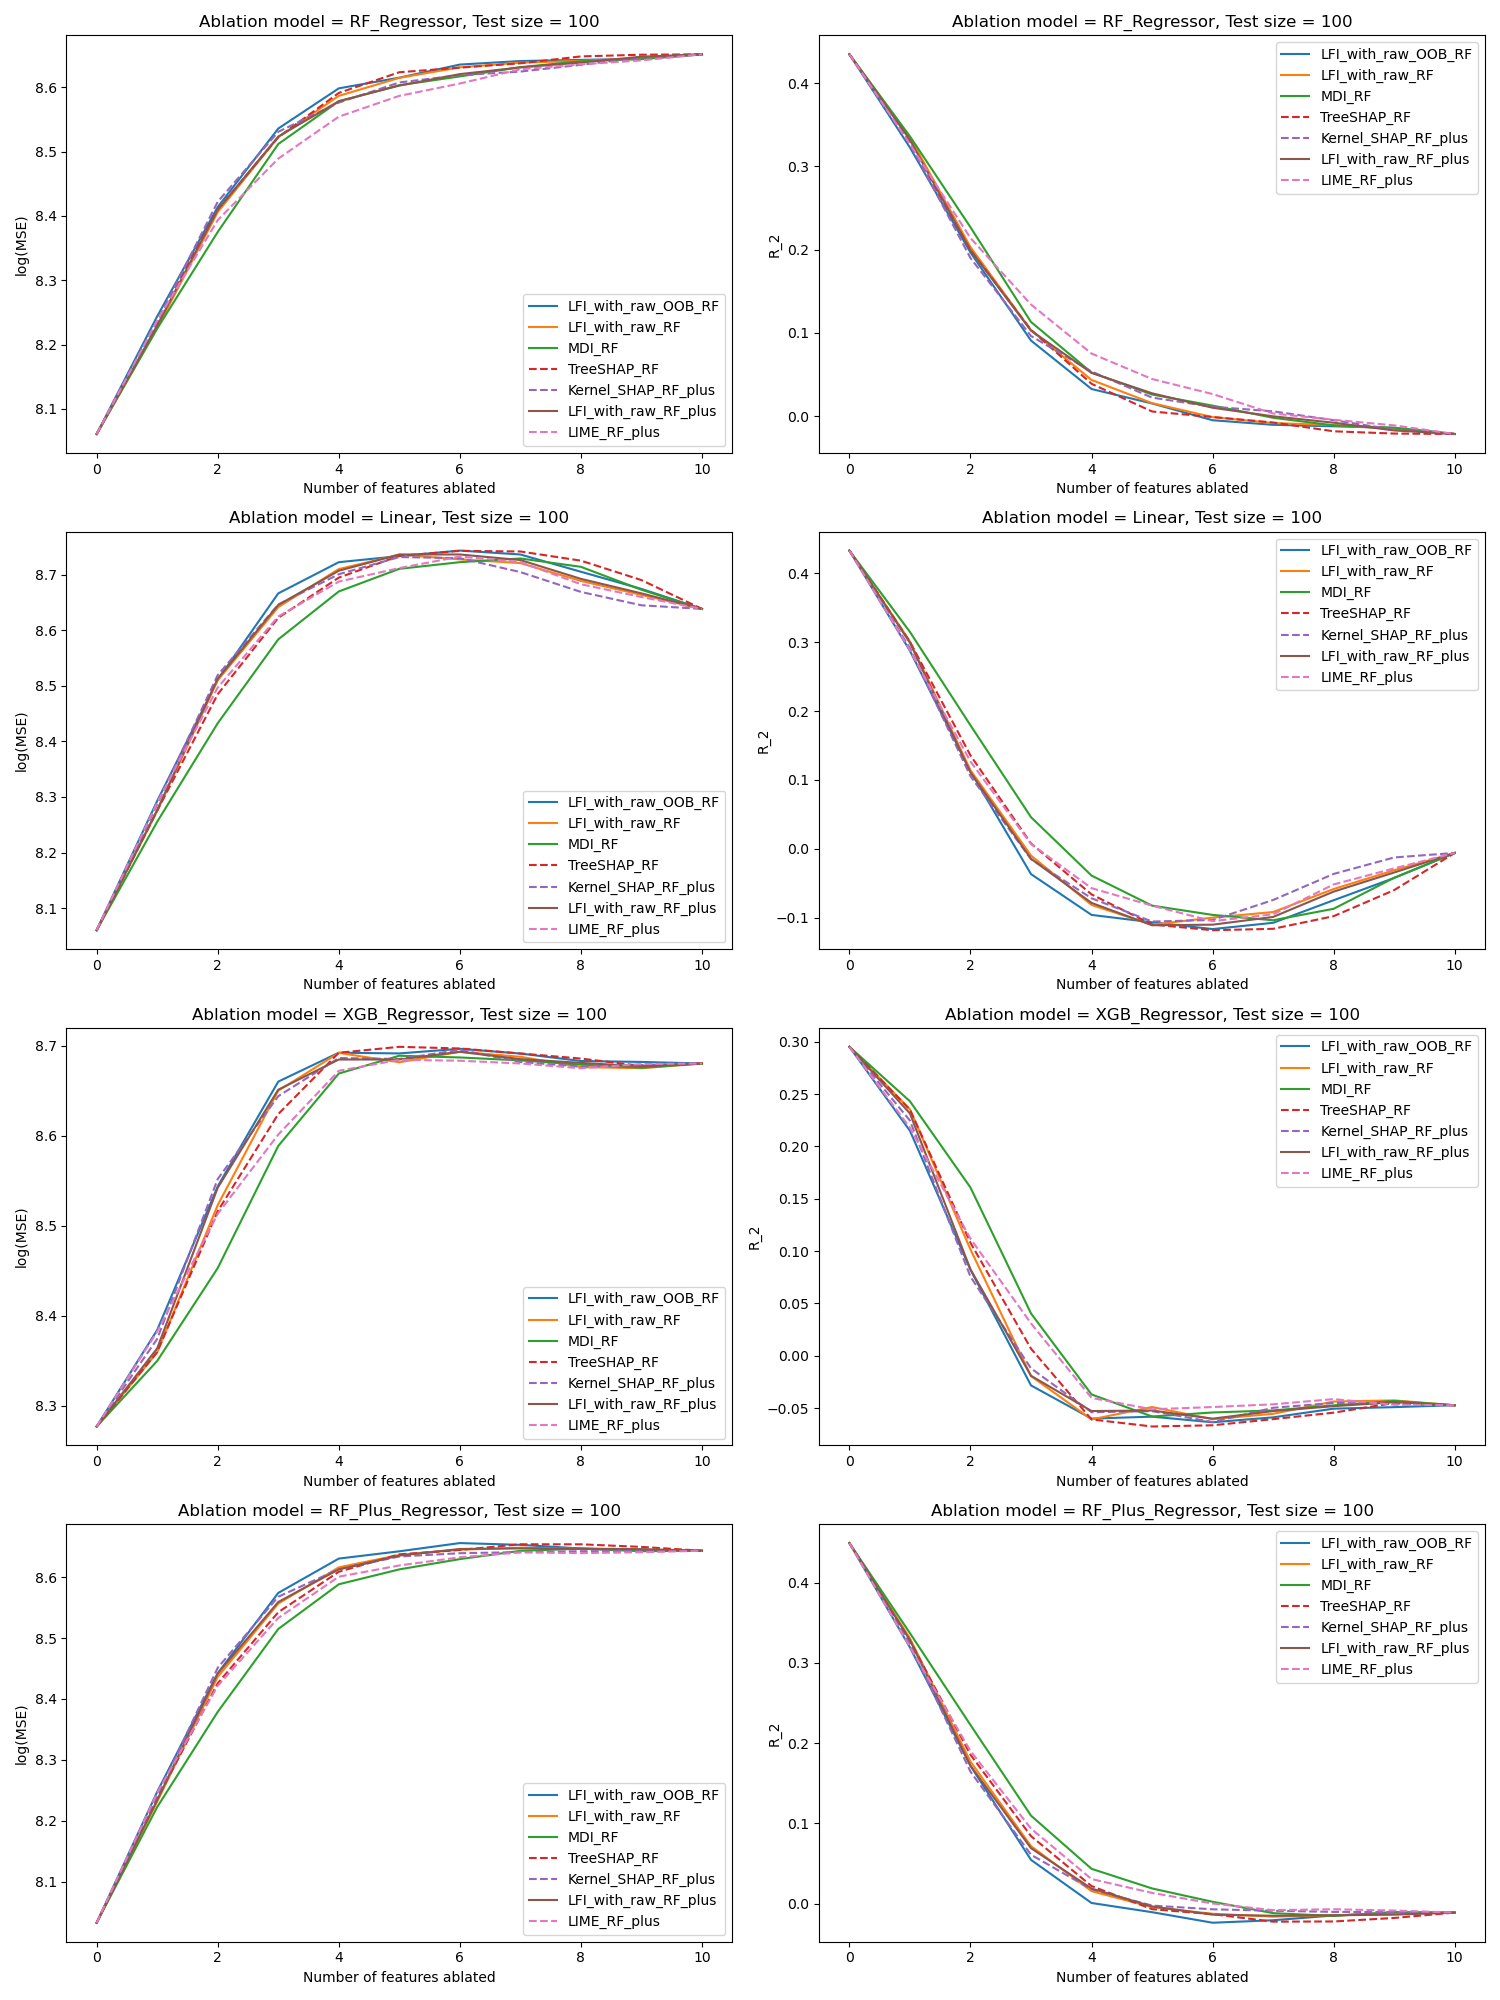 Ablation model = RF_Regressor, Test size = 100
log(MSE)
8.6
8.5
8.4
8.3
8.2
8.1
0 2 4 6 8 10
Number of features ablated
LFI_with_raw_OOB_RF
LFI_with_raw_RF
MDI_RF
TreeSHAP_RF
Kernel_SHAP_RF_plus
LFI_with_raw_RF_plus
LIME_RF_plus
Ablation model = RF_Regressor, Test size = 100
R_2
0.4
0.3
0.2
0.1
0.0
0 2 4 6 8 10
Number of features ablated
LFI_with_raw_OOB_RF
LFI_with_raw_RF
MDI_RF
TreeSHAP_RF
Kernel_SHAP_RF_plus
LFI_with_raw_RF_plus
LIME_RF_plus
Ablation model = Linear, Test size = 100
log(MSE)
8.7
8.6
8.5
8.4
8.3
8.2
8.1
0 2 4 6 8 10
Number of features ablated
LFI_with_raw_OOB_RF
LFI_with_raw_RF
MDI_RF
TreeSHAP_RF
Kernel_SHAP_RF_plus
LFI_with_raw_RF_plus
LIME_RF_plus
Ablation model = Linear, Test size = 100
R_2
0.4
0.3
0.2
0.1
0.0
−0.1
0 2 4 6 8 10
Number of features ablated
LFI_with_raw_OOB_RF
LFI_with_raw_RF
MDI_RF
TreeSHAP_RF
Kernel_SHAP_RF_plus
LFI_with_raw_RF_plus
LIME_RF_plus
Ablation model = XGB_Regressor, Test size = 100
log(MSE)
8.7
8.6
8.5
8.4
8.3
0 2 4 6 8 10
Number of features ablated
LFI_with_raw_OOB_RF
LFI_with_raw_RF
MDI_RF
TreeSHAP_RF
Kernel_SHAP_RF_plus
LFI_with_raw_RF_plus
LIME_RF_plus
Ablation model = XGB_Regressor, Test size = 100
R_2
0.30
0.25
0.20
0.15
0.10
0.05
0.00
−0.05
0 2 4 6 8 10
Number of features ablated
LFI_with_raw_OOB_RF
LFI_with_raw_RF
MDI_RF
TreeSHAP_RF
Kernel_SHAP_RF_plus
LFI_with_raw_RF_plus
LIME_RF_plus
Ablation model = RF_Plus_Regressor, Test size = 100
log(MSE)
8.6
8.5
8.4
8.3
8.2
8.1
0 2 4 6 8 10
Number of features ablated
LFI_with_raw_OOB_RF
LFI_with_raw_RF
MDI_RF
TreeSHAP_RF
Kernel_SHAP_RF_plus
LFI_with_raw_RF_plus
LIME_RF_plus
Ablation model = RF_Plus_Regressor, Test size = 100
R_2
0.4
0.3
0.2
0.1
0.0
0 2 4 6 8 10
Number of features ablated
LFI_with_raw_OOB_RF
LFI_with_raw_RF
MDI_RF
TreeSHAP_RF
Kernel_SHAP_RF_plus
LFI_with_raw_RF_plus
LIME_RF_plus